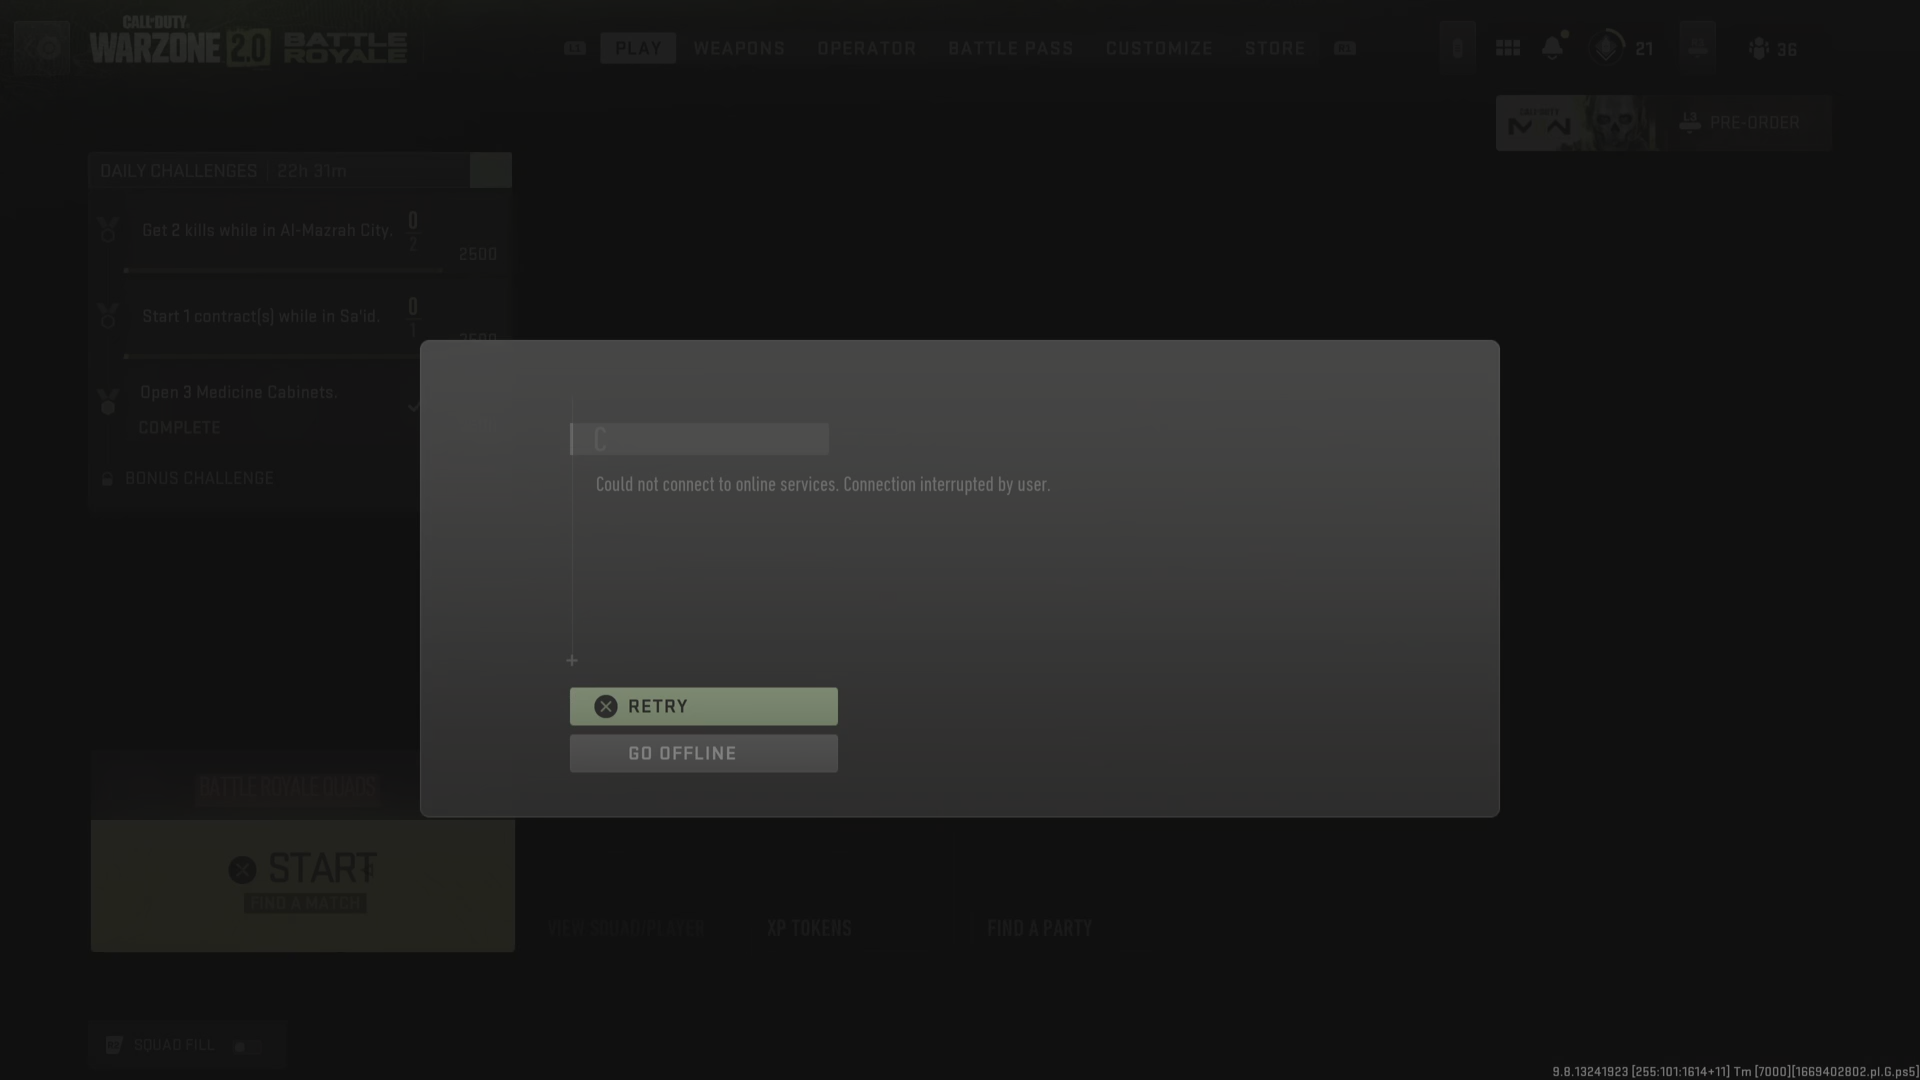 CALL OF DUTY
WARZONE 2.0 BATTLE ROYALE
PLAY
WEAPONS
OPERATOR
BATTLE PASS
CUSTOMIZE
STORE
21
36
L3 PRE-ORDER
DAILY CHALLENGES | 22h 31m
Get 2 kills while in Al-Mazrah City.
0
2
2500
Start 1 contract(s) while in Sa'id.
0
1
Open 3 Medicine Cabinets.
COMPLETE
BONUS CHALLENGE
C
Could not connect to online services. Connection interrupted by user.
RETRY
GO OFFLINE
BATTLE ROYALE QUADS
START
FIND A MATCH
VIEW SQUAD/PLAYER
XP TOKENS
FIND A PARTY
SQUAD FILL
9.8.13241923 [255:101:1614+11] Tm [7000][1669402802.pl.G.ps5]